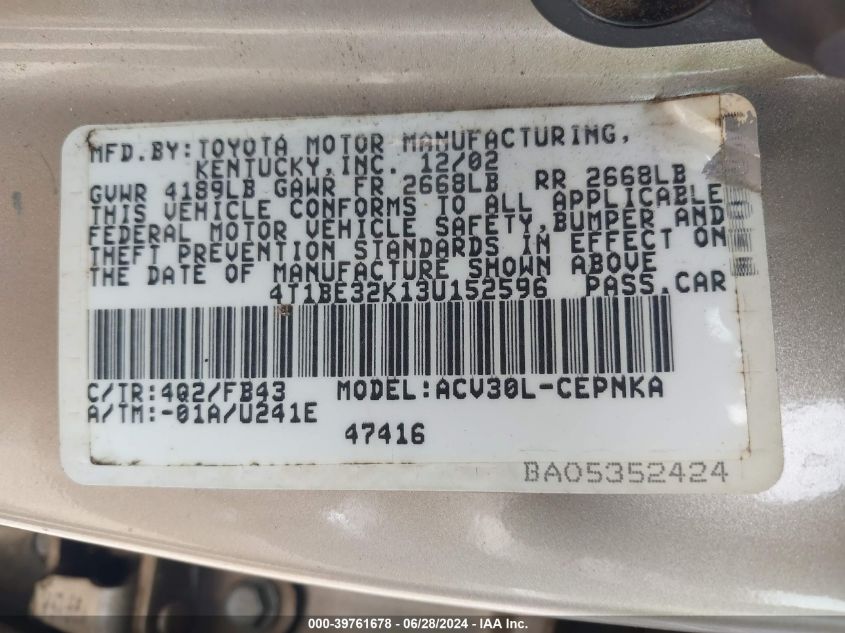 MFD.BY:TOYOTA MOTOR MANUFACTURING,
KENTUCKY,INC. 12/02
GVWR 4189LB GAWR FR 2668LB RR 2668LB
THIS VEHICLE CONFORMS TO ALL APPLICABLE
FEDERAL MOTOR VEHICLE SAFETY,BUMPER AND
THEFT PREVENTION STANDARDS IN EFFECT ON
THE DATE OF MANUFACTURE SHOWN ABOVE
4T1BE32K13U152596 PASS.CAR
C/TR:4Q2/FB43 MODEL:ACV30L-CEPNKA
A/TM:-01A/U241E
47416
BA05352424
000-39761678 - 06/28/2024 - IAA Inc.